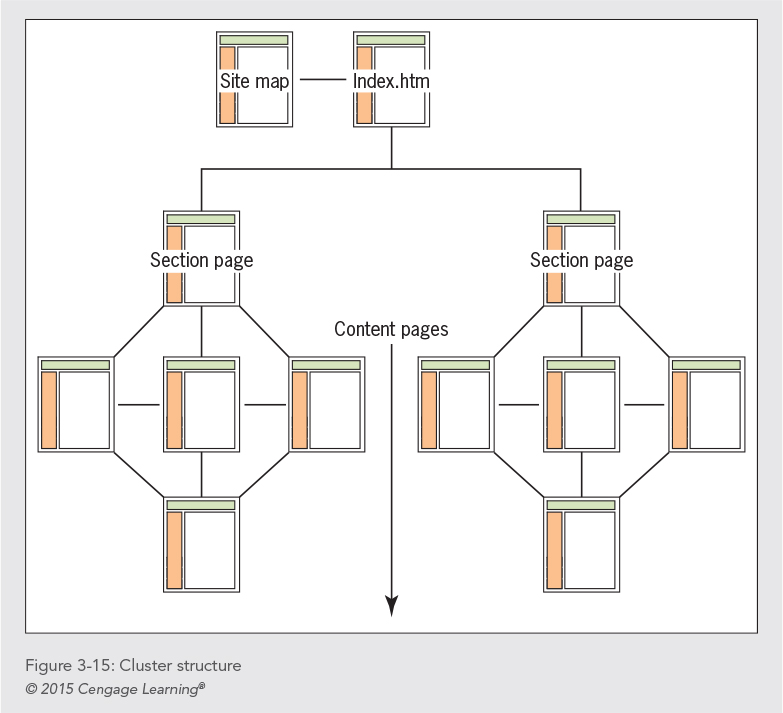 Site map
Index.htm
Section page
Section page
Content pages
Figure 3-15: Cluster structure
© 2015 Cengage Learning®